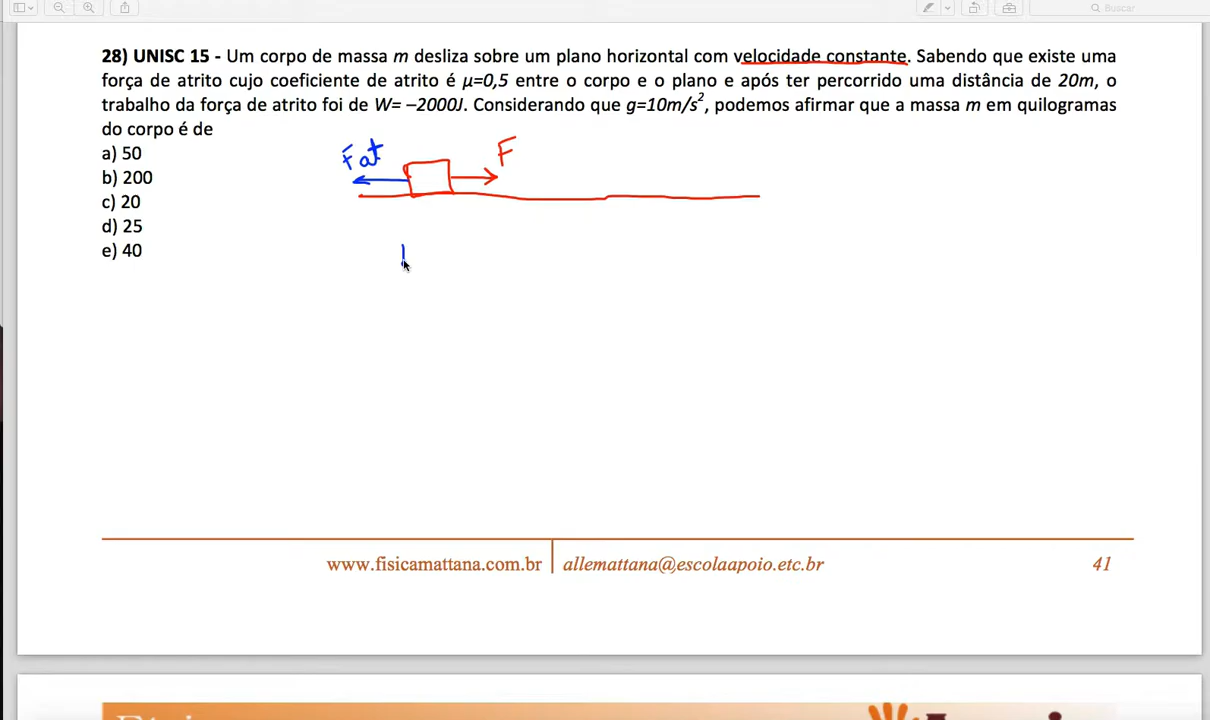 Buscar
28) UNISC 15 - Um corpo de massa m desliza sobre um plano horizontal com velocidade constante. Sabendo que existe uma
força de atrito cujo coeficiente de atrito é μ=0,5 entre o corpo e o plano e após ter percorrido uma distância de 20m, o
trabalho da força de atrito foi de W= –2000J. Considerando que g=10m/s², podemos afirmar que a massa m em quilogramas
do corpo é de
a) 50
b) 200
c) 20
d) 25
e) 40
Fat
F
www.fisicamattana.com.br
allemattana@escolaapoio.etc.br
41